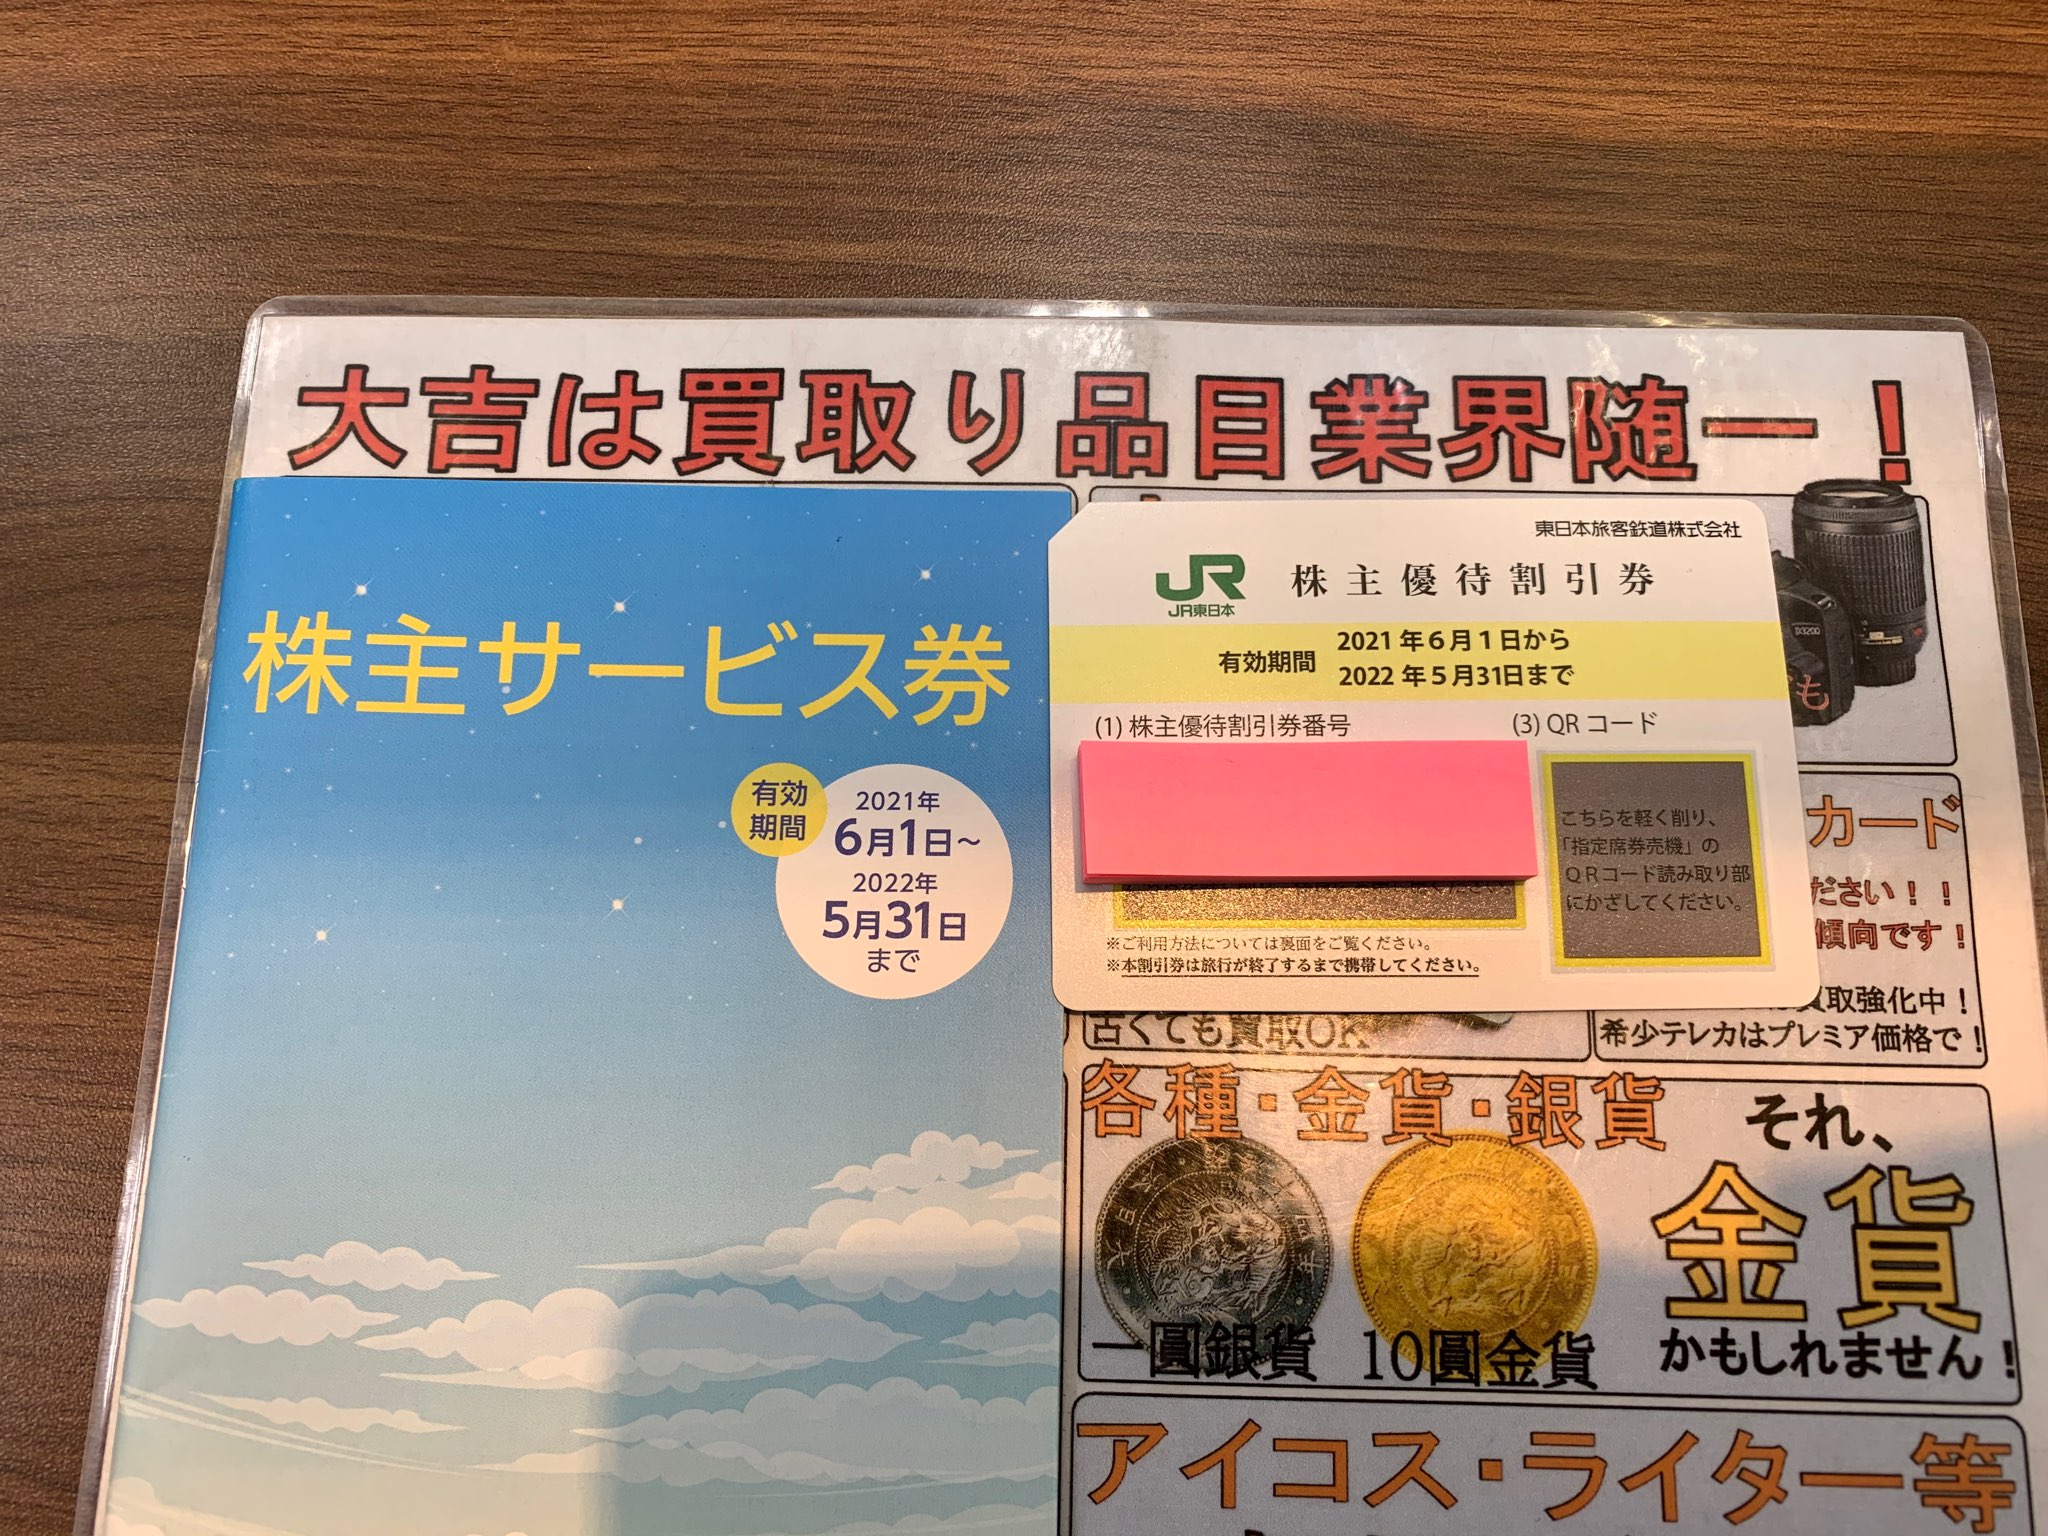 大吉は買取り品目業界随一！
株主サービス券
有効
期間
2021年
6月1日～
2022年
5月31日
まで
東日本旅客鉄道株式会社
JR
JR東日本
株主優待割引券
有効期間
2021年6月1日から
2022年5月31日まで
(1) 株主優待割引券番号
(3) QRコード
こちらを軽く削り、
「指定席券売機」の
QRコード読み取り部
にかざしてください。
※ご利用方法については裏面をご覧ください。
※本割引券は旅行が終了するまで携帯してください。
D3200
も
カード
ださい！！
傾向です！
買取強化中！
希少テレカはプレミア価格で！
古くても買取OK
各種・金貨・銀貨
それ、
金貨
かもしれません！
一圓銀貨
10圓金貨
アイコス・ライター等